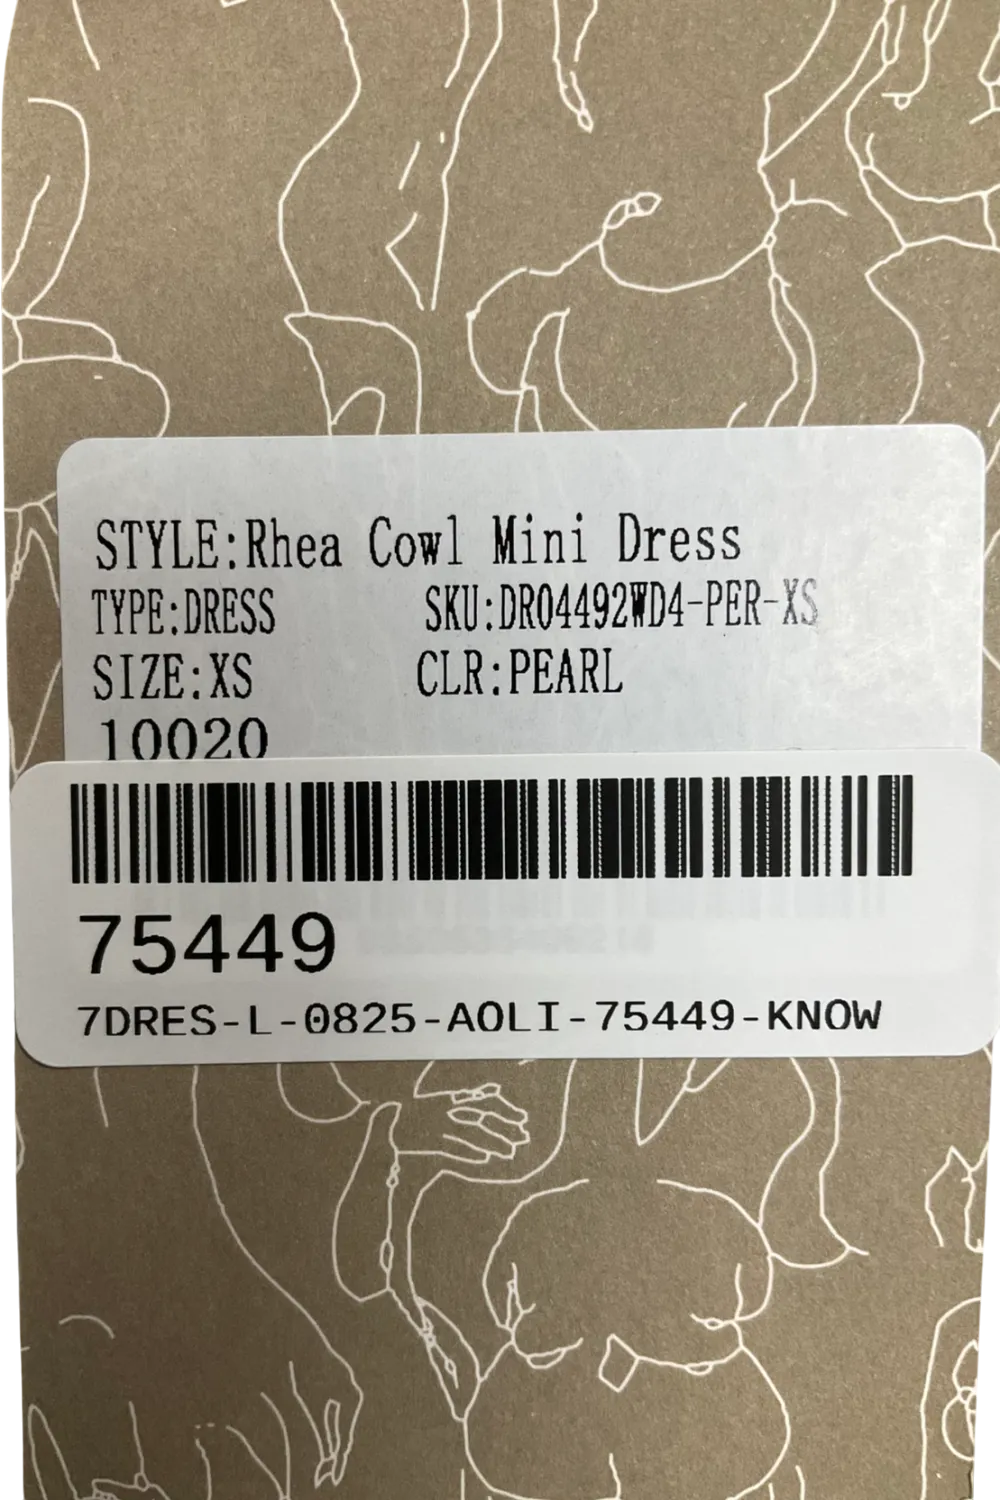 STYLE:Rhea Cowl Mini Dress
TYPE:DRESS SKU:DR04492WD4-PER-XS
SIZE:XS CLR:PEARL
10020
75449
7DRES-L-0825-AOLI-75449-KNOW